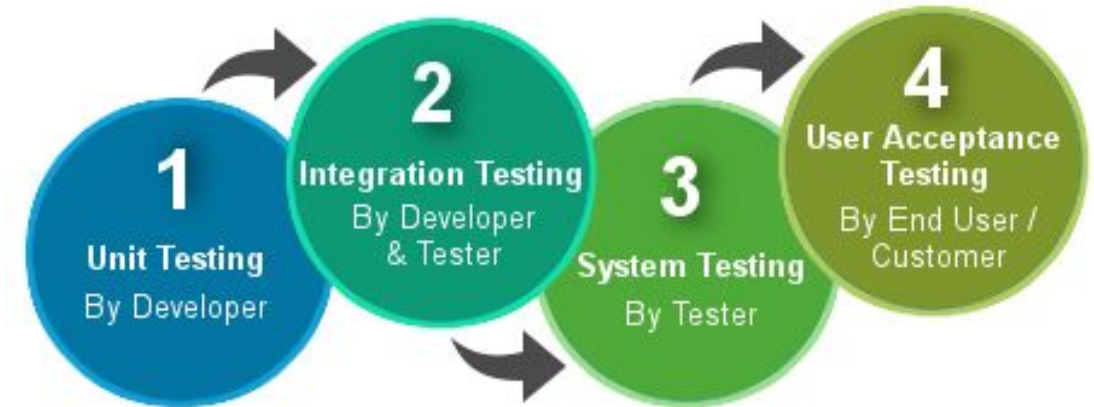 1
Unit Testing
By Developer
2
Integration Testing
By Developer
& Tester
3
System Testing
By Tester
4
User Acceptance
Testing
By End User /
Customer